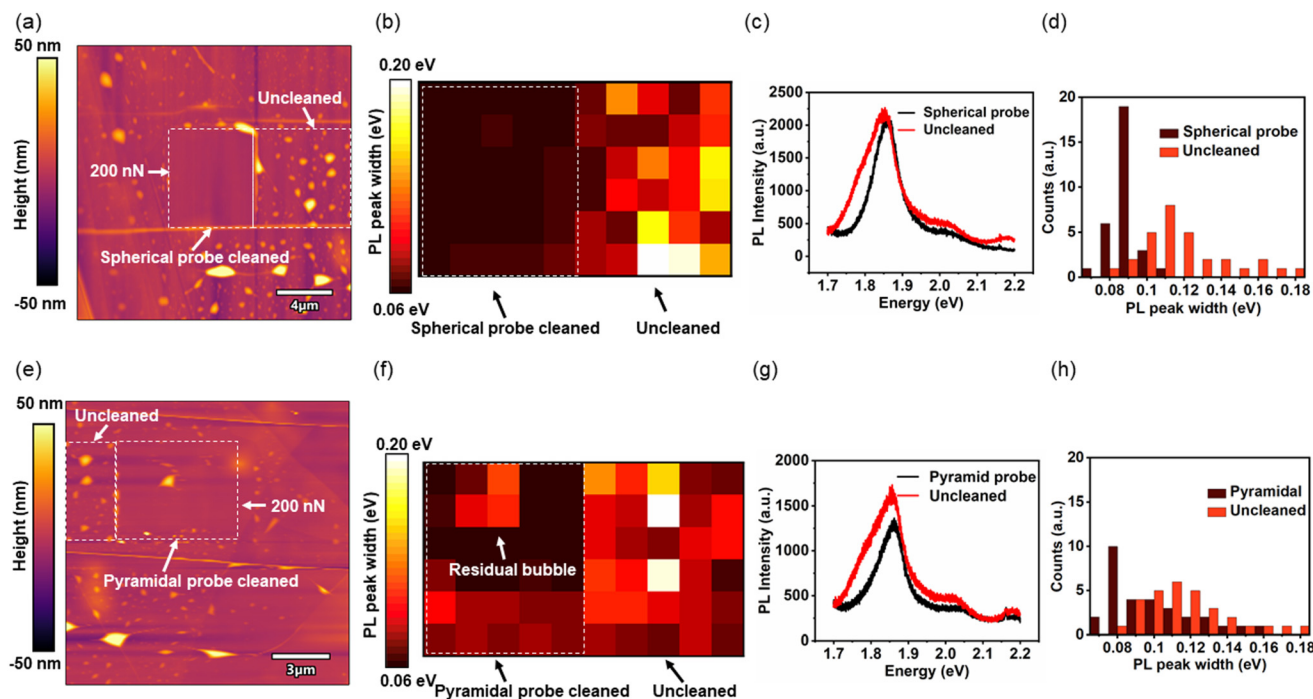 (a)
50 nm
Height (nm)
-50 nm
Uncleaned
200 nN
Spherical probe cleaned
4μm
(b)
0.20 eV
PL peak width (eV)
0.06 eV
Spherical probe cleaned
Uncleaned
(c)
PL Intensity (a.u.)
2500
2000
1500
1000
500
0
Spherical probe
Uncleaned
1.7 1.8 1.9 2.0 2.1 2.2
Energy (eV)
(d)
Counts (a.u.)
20
15
10
5
0
Spherical probe
Uncleaned
0.08 0.1 0.12 0.14 0.16 0.18
PL peak width (eV)
(e)
50 nm
Height (nm)
-50 nm
Uncleaned
200 nN
Pyramidal probe cleaned
3μm
(f)
0.20 eV
PL peak width (eV)
0.06 eV
Residual bubble
Pyramidal probe cleaned
Uncleaned
(g)
PL Intensity (a.u.)
2000
1500
1000
500
0
Pyramid probe
Uncleaned
1.7 1.8 1.9 2.0 2.1 2.2
Energy (eV)
(h)
Counts (a.u.)
20
15
10
5
0
Pyramidal
Uncleaned
0.08 0.1 0.12 0.14 0.16 0.18
PL peak width (eV)